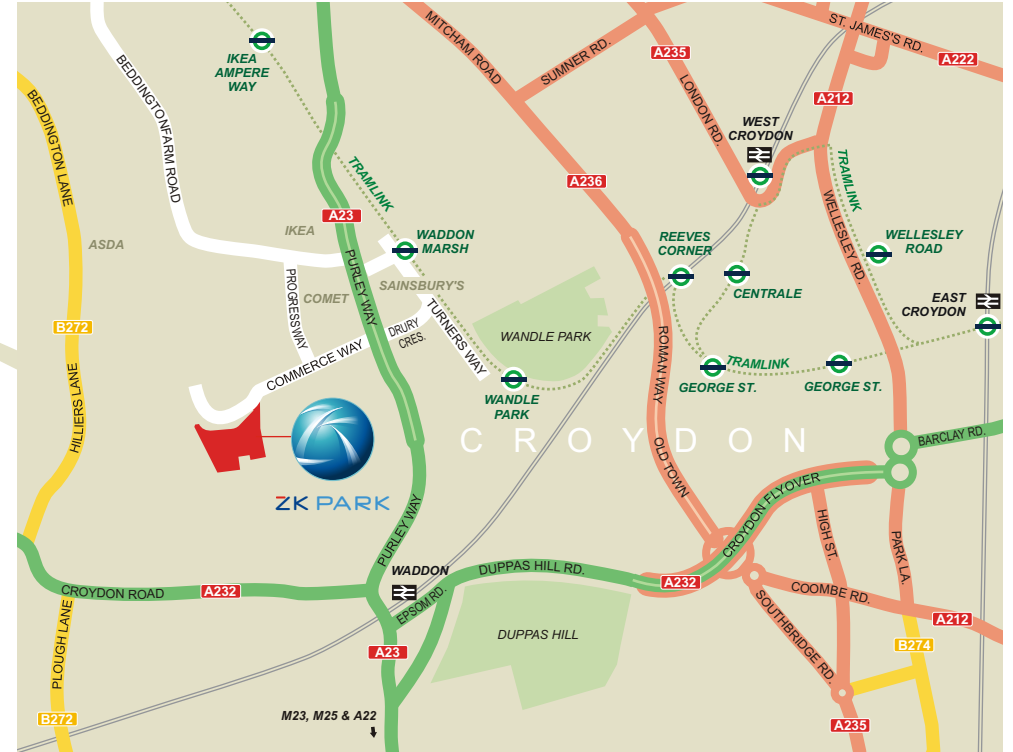 MITCHAM ROAD
ST. JAMES'S RD.
IKEA
AMPERE
WAY
SUMNER RD.
A235
A222
BEDDINGTON FARM ROAD
LONDON RD.
A212
BEDDINGTON LANE
WEST
CROYDON
TRAMLINK
TRAMLINK
A236
WELLESLEY RD.
A23
IKEA
WADDON
MARSH
REEVES
CORNER
WELLESLEY
ROAD
ASDA
PURLEY WAY
PROGRESS WAY
COMET
SAINSBURY'S
CENTRALE
EAST
CROYDON
B272
DRURY
CRES.
TURNERS WAY
WANDLE PARK
ROMAN WAY
COMMERCE WAY
TRAMLINK
GEORGE ST.
GEORGE ST.
HILLIERS LANE
WANDLE
PARK
CROYDON
BARCLAY RD.
OLD TOWN
ZK PARK
CROYDON FLYOVER
PURLEY WAY
HIGH ST.
PARK LA.
WADDON
DUPPAS HILL RD.
CROYDON ROAD
A232
EPSOM RD.
A232
COOMBE RD.
A212
PLOUGH LANE
SOUTHBRIDGE RD.
DUPPAS HILL
A23
B274
B272
M23, M25 & A22
A235